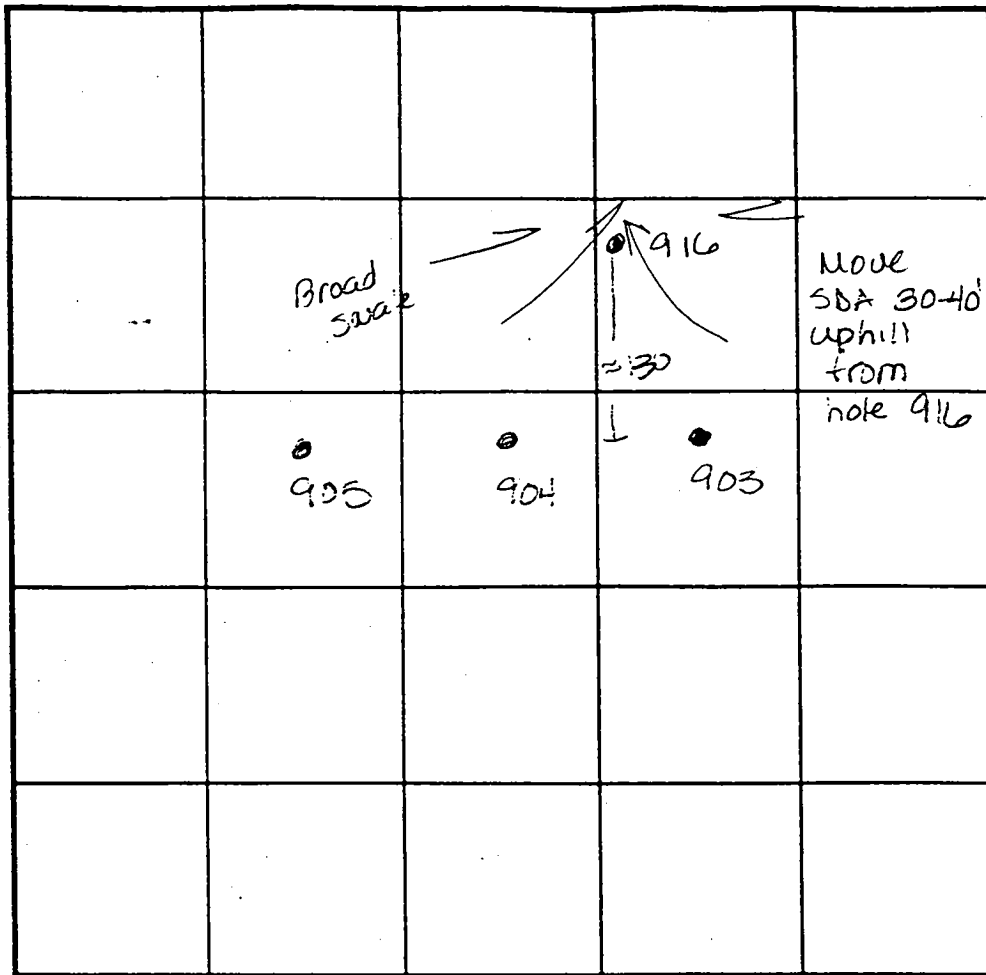 916
Broad
swale
Move
SDA 30-40'
uphill
from
hole 916
≈ 30
905
904
903